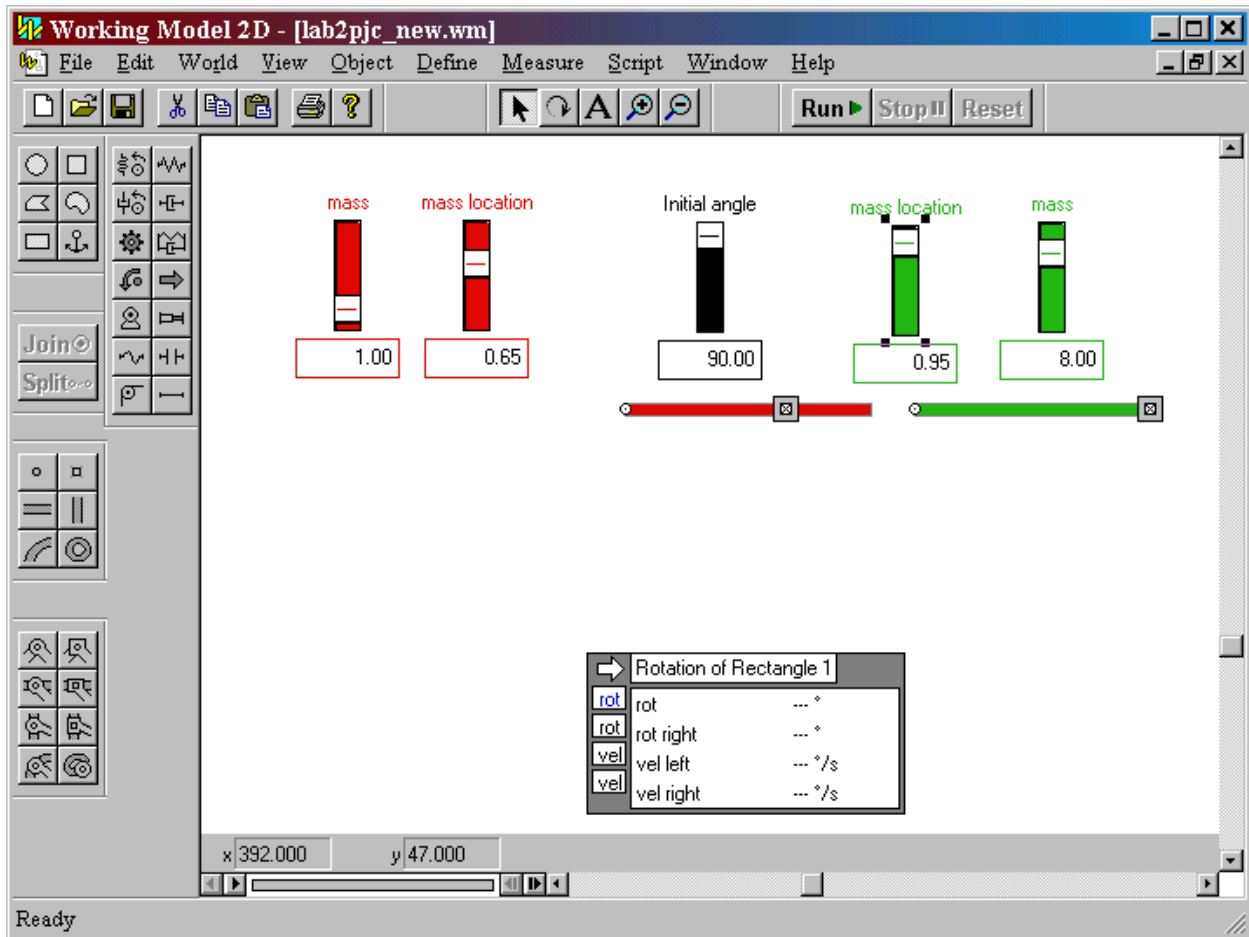 Working Model 2D - [lab2pjc_new.wm]
File Edit World View Object Define Measure Script Window Help
A Run Stop Reset
mass mass location Initial angle mass location mass
1.00 0.65 90.00 0.95 8.00
Join
Split
Rotation of Rectangle 1
rot rot --- °
rot rot right --- °
vel vel left --- °/s
vel vel right --- °/s
x 392.000 y 47.000
Ready